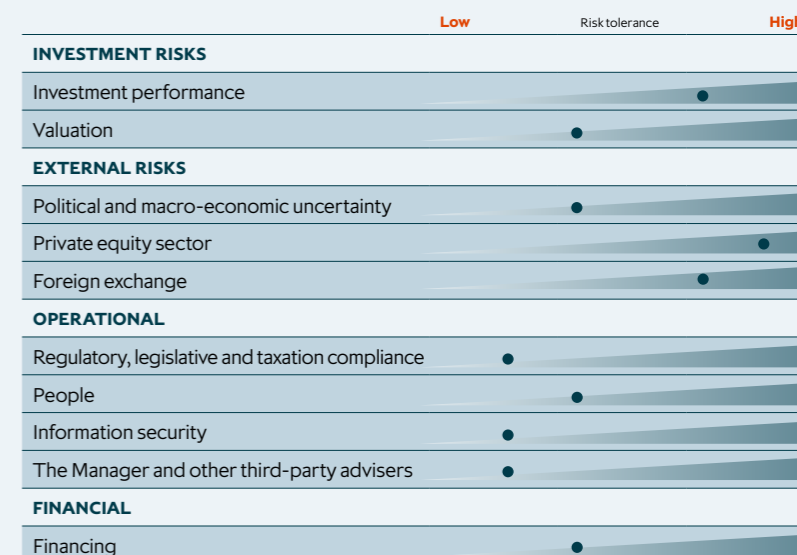 Low Risk tolerance
INVESTMENT RISKS
Investment performance
Valuation
EXTERNAL RISKS
Political and macro-economic uncertainty
Private equity sector
Foreign exchange
OPERATIONAL
Regulatory, legislative and taxation compliance
People
Information security
The Manager and other third-party advisers
FINANCIAL
Financing